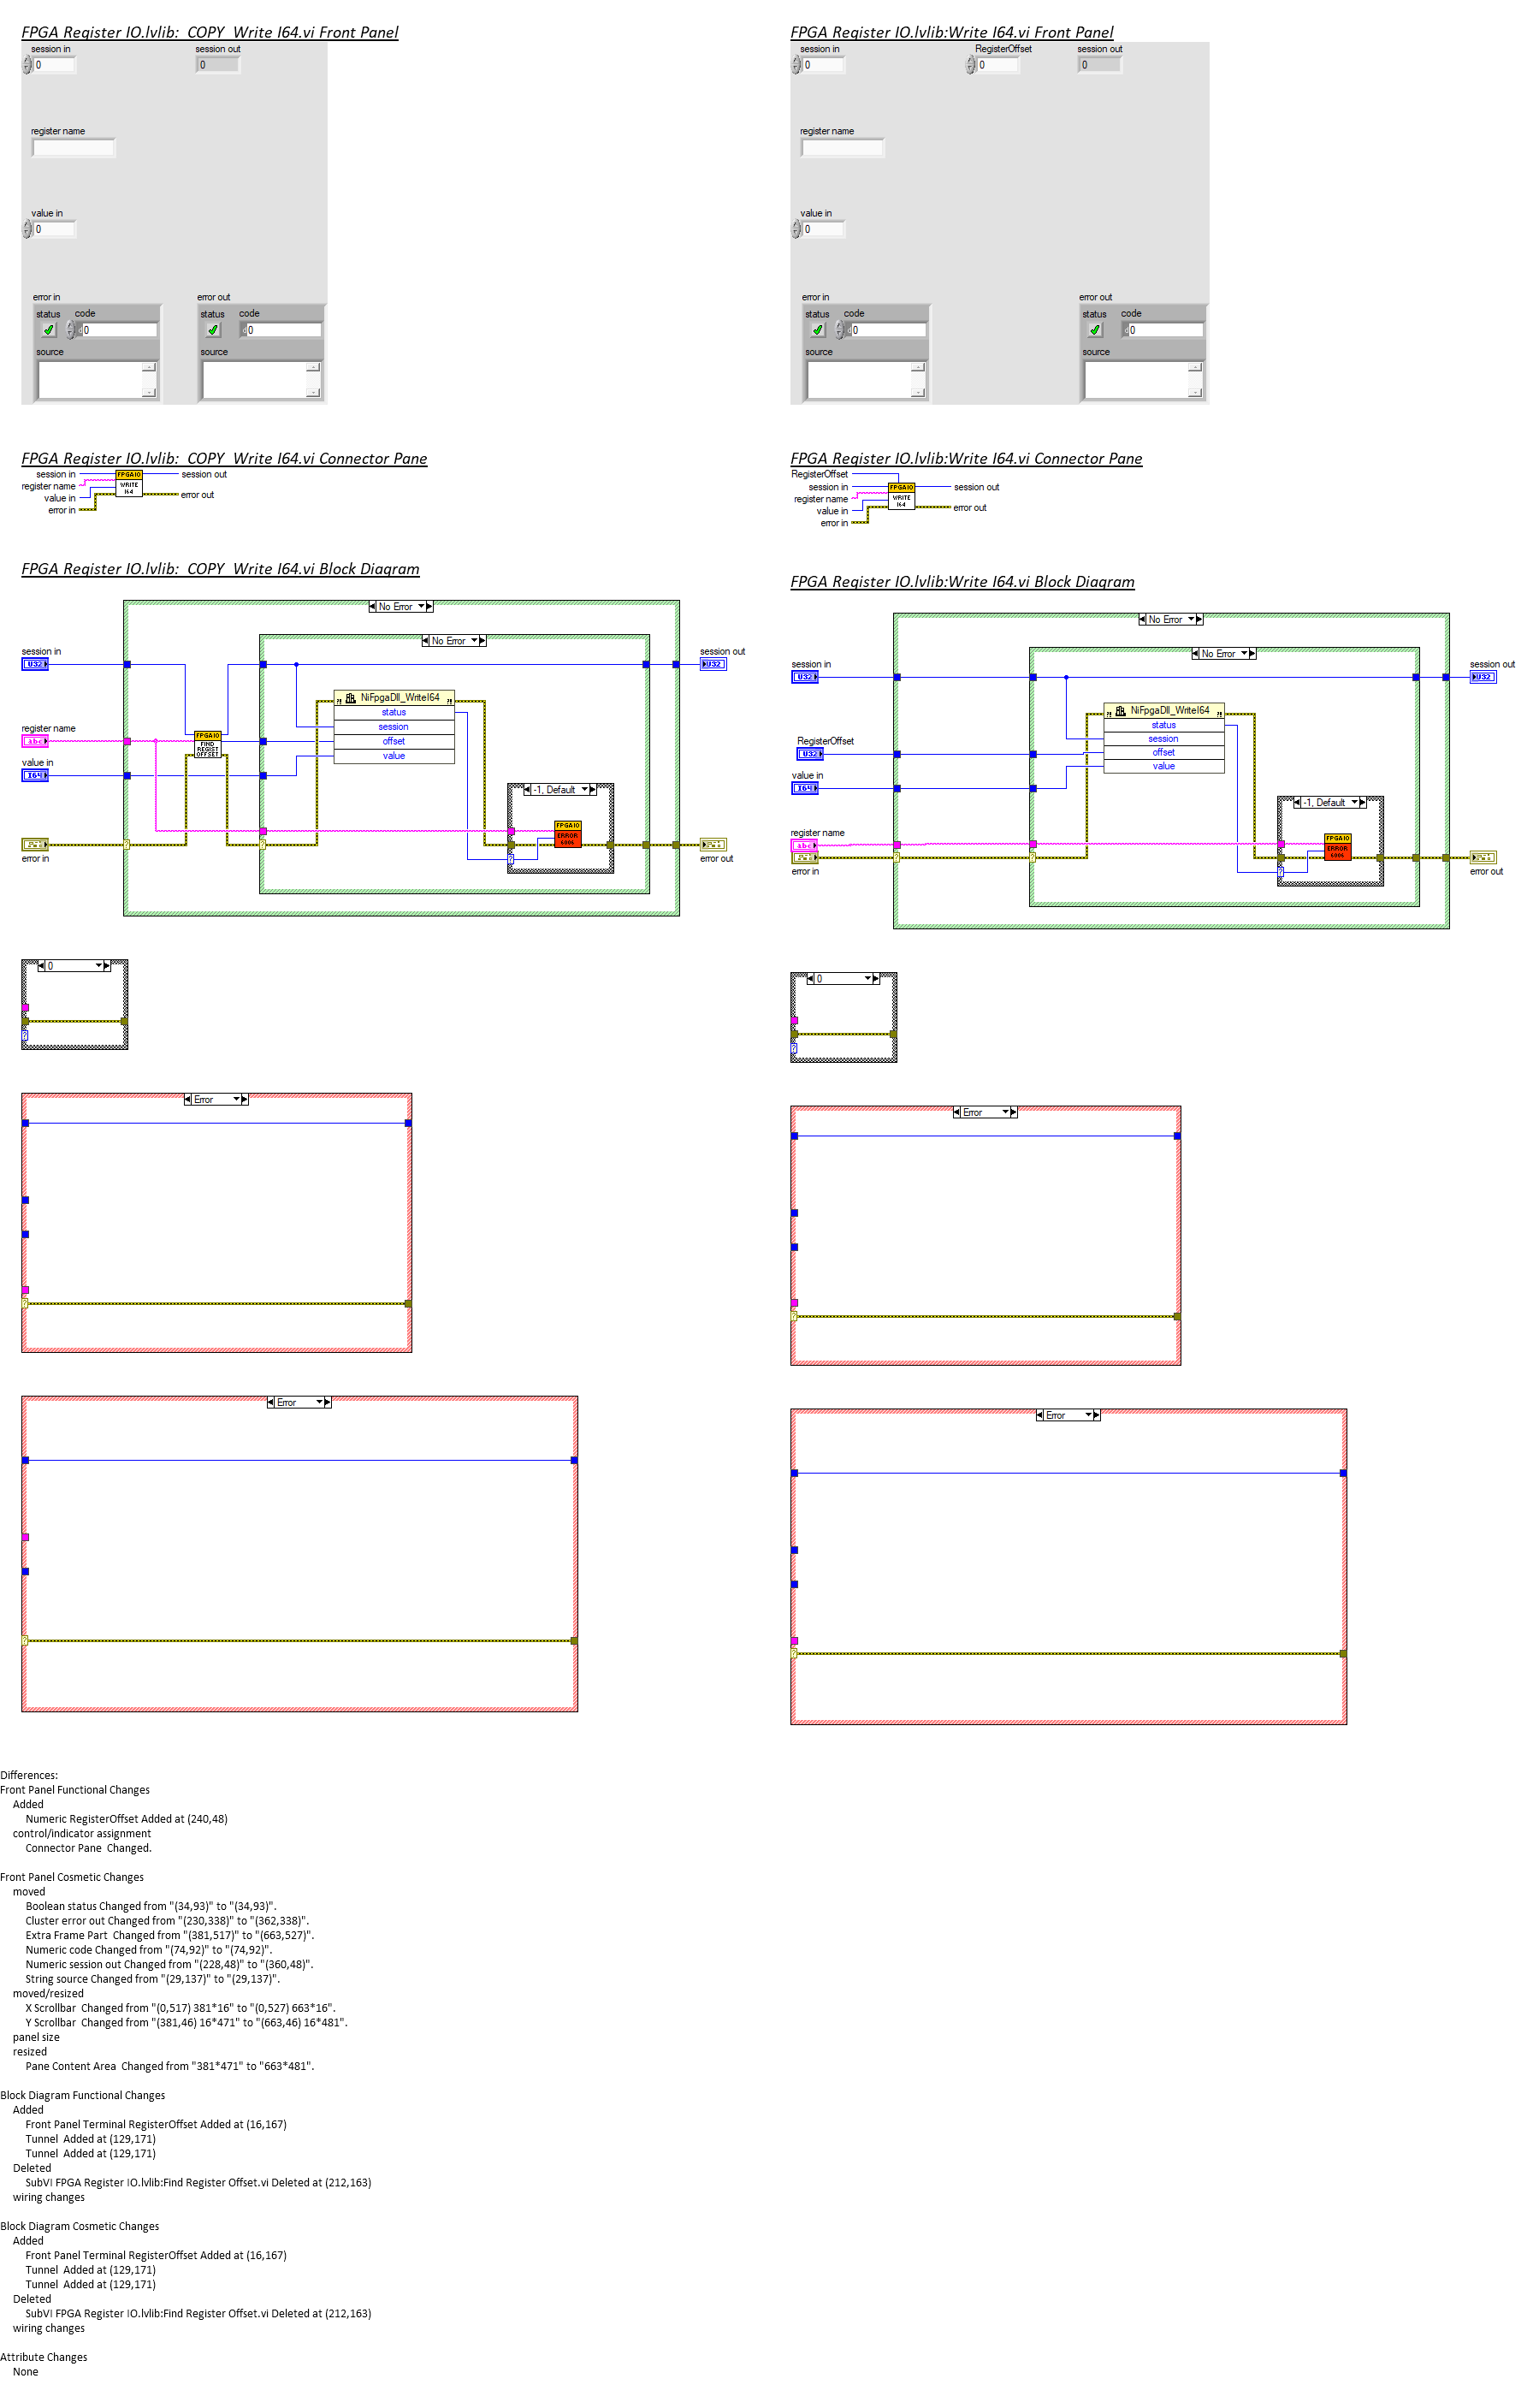 FPGA Register IO.lvlib:  COPY  Write I64.vi Front Panel
session in
session out
0
0
register name
value in
0
error in
error out
status
code
status
code
0
0
source
source
FPGA Register IO.lvlib:Write I64.vi Front Panel
session in
RegisterOffset
session out
0
0
0
register name
value in
0
error in
error out
status
code
status
code
0
0
source
source
FPGA Register IO.lvlib:  COPY  Write I64.vi Connector Pane
session in
register name
value in
error in
FPGAIO
WRITE
I64
session out
error out
FPGA Register IO.lvlib:Write I64.vi Connector Pane
RegisterOffset
session in
register name
value in
error in
FPGAIO
WRITE
I64
session out
error out
FPGA Register IO.lvlib:  COPY  Write I64.vi Block Diagram
No Error
No Error
session in
U32
session out
U32
NiFpgaDll_WriteI64
status
session
offset
value
register name
abc
FPGAIO
FIND
REGIST
OFFSET
value in
I64
-1, Default
FPGAIO
ERROR
CODE
error in
error out
0
Error
Error
FPGA Register IO.lvlib:Write I64.vi Block Diagram
No Error
No Error
session in
U32
session out
U32
NiFpgaDll_WriteI64
status
session
offset
value
RegisterOffset
U32
value in
I64
-1, Default
register name
abc
FPGAIO
ERROR
CODE
error in
error out
0
Error
Error
Differences:
Front Panel Functional Changes
Added
Numeric RegisterOffset Added at (240,48)
control/indicator assignment
Connector Pane  Changed.
Front Panel Cosmetic Changes
moved
Boolean status Changed from "(34,93)" to "(34,93)".
Cluster error out Changed from "(230,338)" to "(362,338)".
Extra Frame Part  Changed from "(381,517)" to "(663,527)".
Numeric code Changed from "(74,92)" to "(74,92)".
Numeric session out Changed from "(228,48)" to "(360,48)".
String source Changed from "(29,137)" to "(29,137)".
moved/resized
X Scrollbar  Changed from "(0,517) 381*16" to "(0,527) 663*16".
Y Scrollbar  Changed from "(381,46) 16*471" to "(663,46) 16*481".
panel size
resized
Pane Content Area  Changed from "381*471" to "663*481".
Block Diagram Functional Changes
Added
Front Panel Terminal RegisterOffset Added at (16,167)
Tunnel  Added at (129,171)
Tunnel  Added at (129,171)
Deleted
SubVI FPGA Register IO.lvlib:Find Register Offset.vi Deleted at (212,163)
wiring changes
Block Diagram Cosmetic Changes
Added
Front Panel Terminal RegisterOffset Added at (16,167)
Tunnel  Added at (129,171)
Tunnel  Added at (129,171)
Deleted
SubVI FPGA Register IO.lvlib:Find Register Offset.vi Deleted at (212,163)
wiring changes
Attribute Changes
None